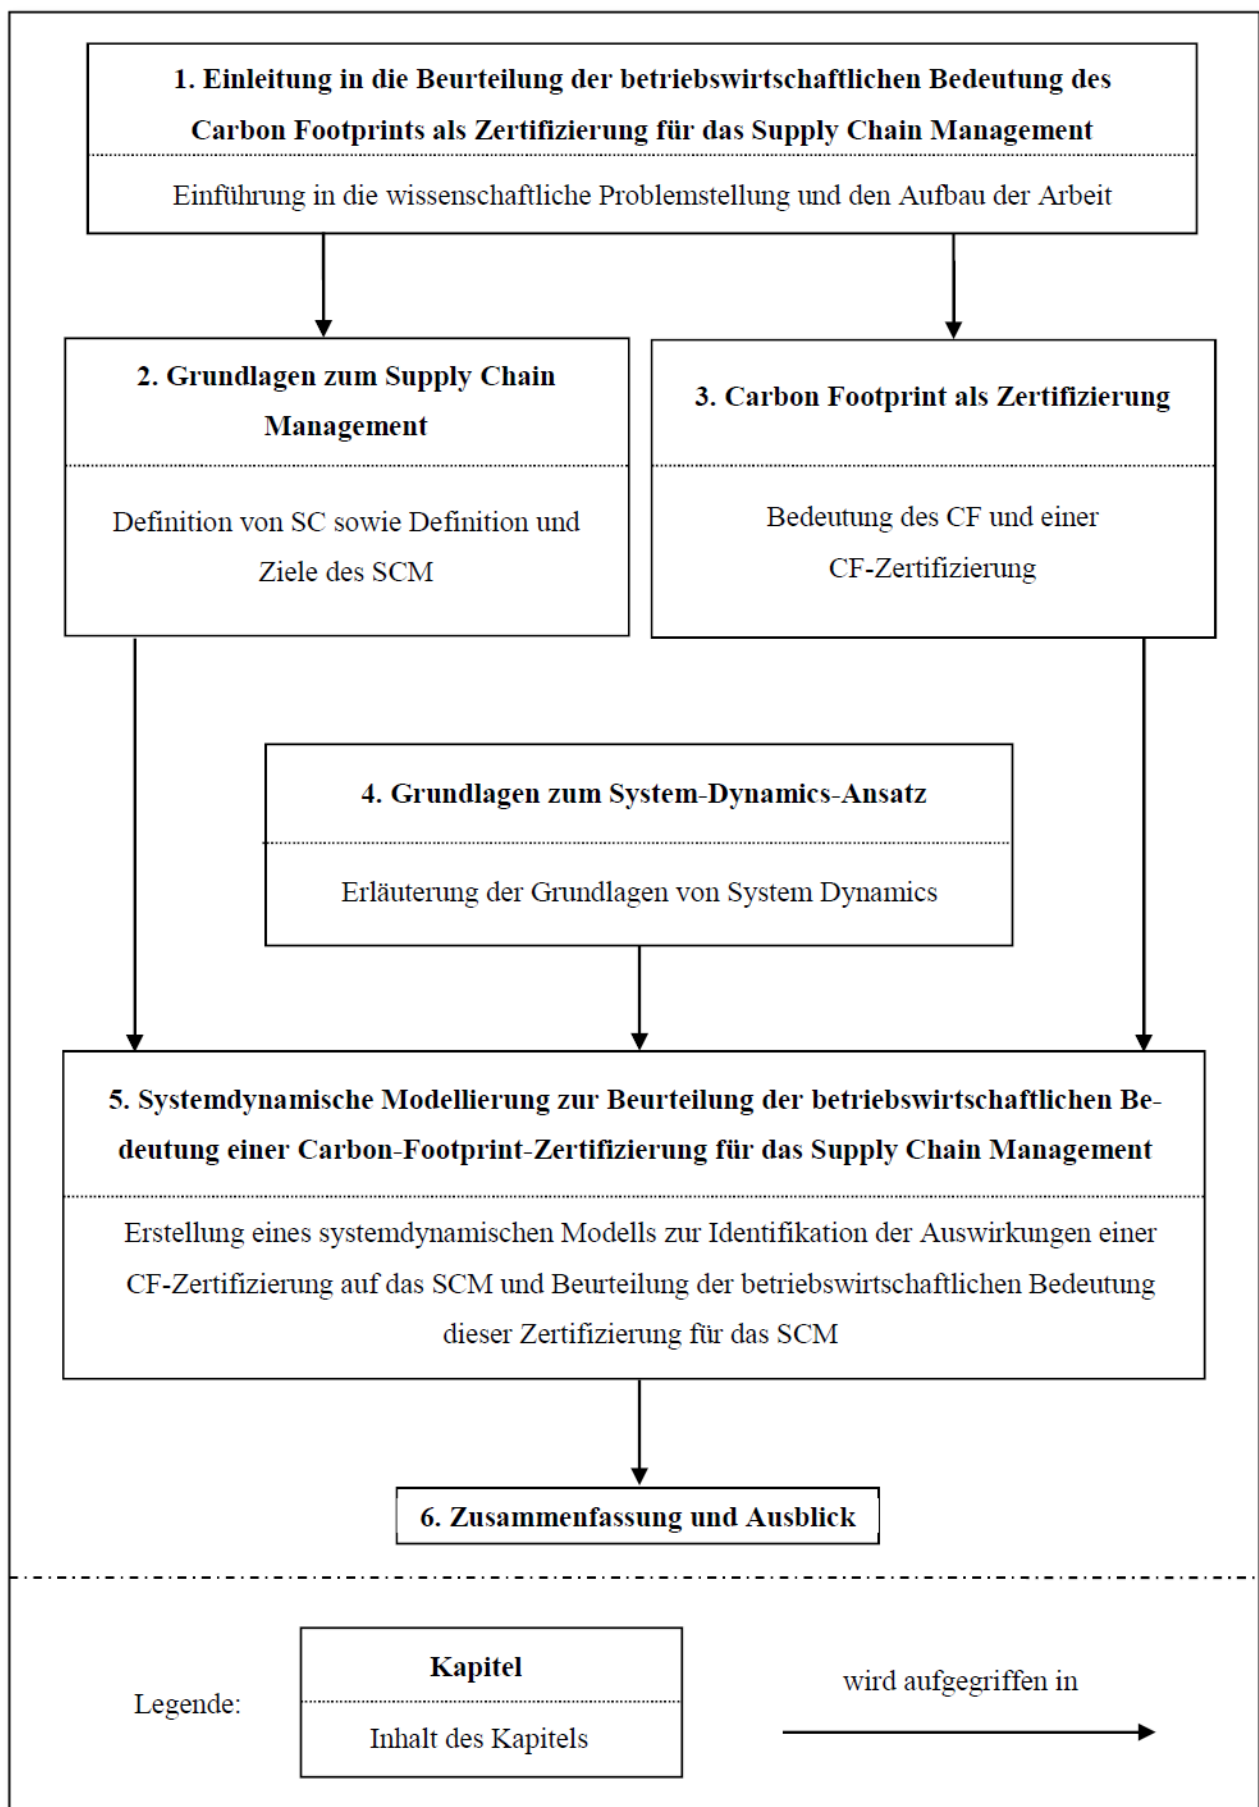 1. Einleitung in die Beurteilung der betriebswirtschaftlichen Bedeutung des
Carbon Footprints als Zertifizierung für das Supply Chain Management
Einführung in die wissenschaftliche Problemstellung und den Aufbau der Arbeit
2. Grundlagen zum Supply Chain
Management
Definition von SC sowie Definition und
Ziele des SCM
3. Carbon Footprint als Zertifizierung
Bedeutung des CF und einer
CF-Zertifizierung
4. Grundlagen zum System-Dynamics-Ansatz
Erläuterung der Grundlagen von System Dynamics
5. Systemdynamische Modellierung zur Beurteilung der betriebswirtschaftlichen Be-
deutung einer Carbon-Footprint-Zertifizierung für das Supply Chain Management
Erstellung eines systemdynamischen Modells zur Identifikation der Auswirkungen einer
CF-Zertifizierung auf das SCM und Beurteilung der betriebswirtschaftlichen Bedeutung
dieser Zertifizierung für das SCM
6. Zusammenfassung und Ausblick
Legende:
Kapitel
Inhalt des Kapitels
wird aufgegriffen in